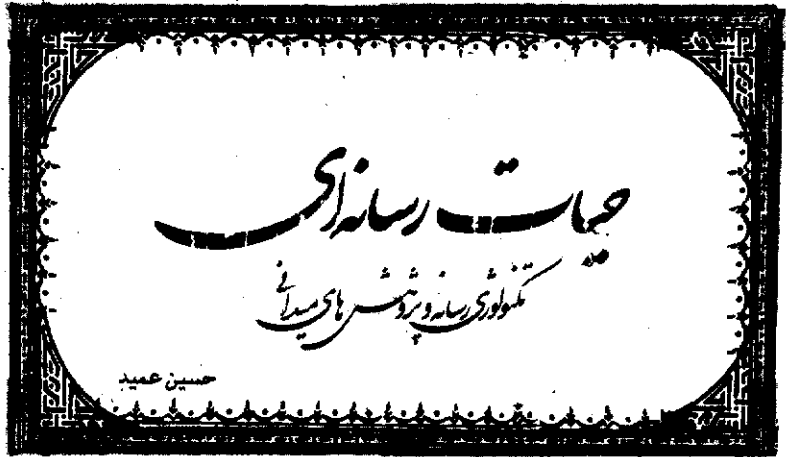 حیات رسانه‌ای
تکنولوژی رسانه و پژوهش های میدانی
حسین عمید